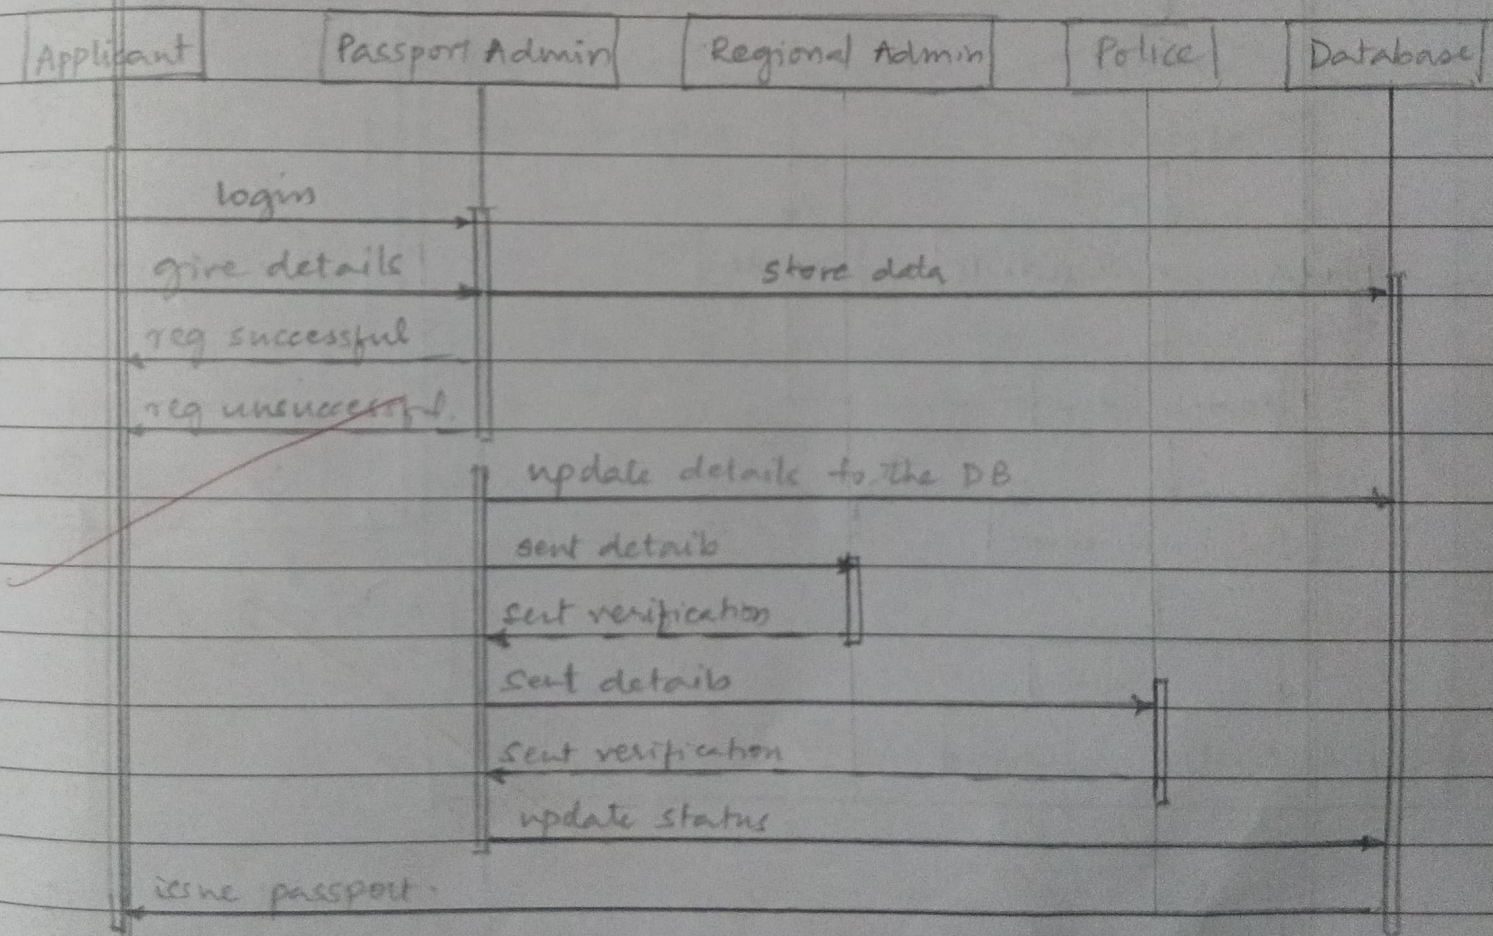 Applicant
Passport Admin
Regional Admin
Police
Database
login
give details
store data
reg successful
reg unsuccessful.
update details to the DB
sent details
sent verification
sent details
sent verification
update status
issue passport.